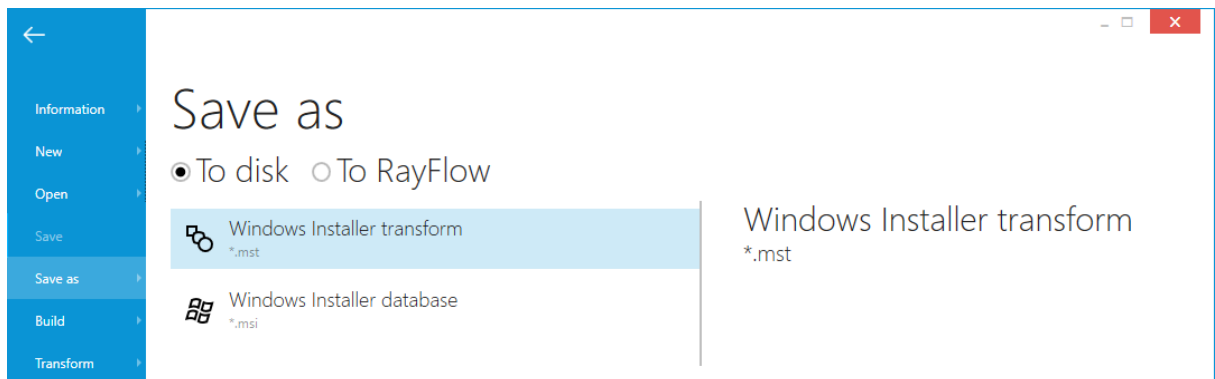 Information
New
Open
Save
Save as
Build
Transform
Save as
To disk To RayFlow
Windows Installer transform
*.mst
Windows Installer database
*.msi
Windows Installer transform
*.mst